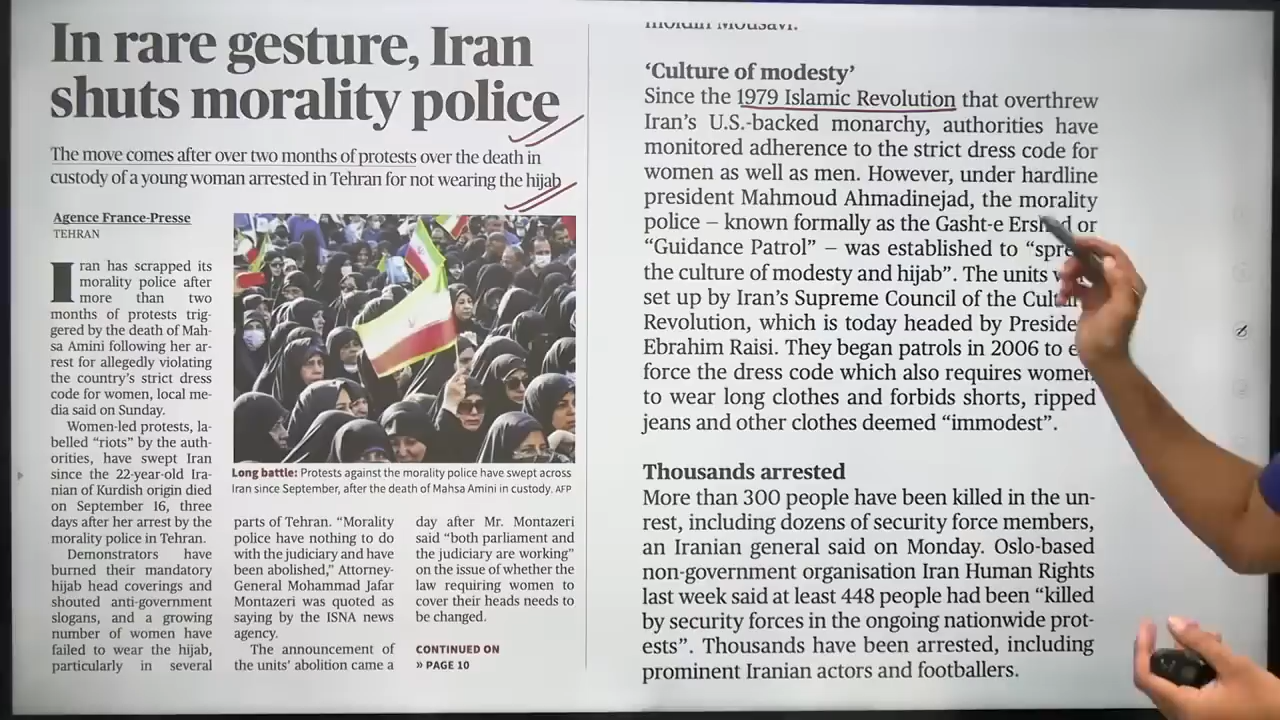 In rare gesture, Iran
shuts morality police
The move comes after over two months of protests over the death in
custody of a young woman arrested in Tehran for not wearing the hijab
Agence France-Presse
TEHRAN
Iran has scrapped its
morality police after
more than two
months of protests trig-
gered by the death of Mah-
sa Amini following her ar-
rest for allegedly violating
the country's strict dress
code for women, local me-
dia said on Sunday.
Women-led protests, la-
belled “riots” by the auth-
orities, have swept Iran
since the 22-year-old Ira-
nian of Kurdish origin died
on September 16, three
days after her arrest by the
morality police in Tehran.
Demonstrators have
burned their mandatory
hijab head coverings and
shouted anti-government
slogans, and a growing
number of women have
failed to wear the hijab,
particularly in several
Long battle: Protests against the morality police have swept across
Iran since September, after the death of Mahsa Amini in custody. AFP
parts of Tehran. “Morality
police have nothing to do
with the judiciary and have
been abolished,” Attorney-
General Mohammad Jafar
Montazeri was quoted as
saying by the ISNA news
agency.
The announcement of
the units' abolition came a
day after Mr. Montazeri
said “both parliament and
the judiciary are working”
on the issue of whether the
law requiring women to
cover their heads needs to
be changed.
CONTINUED ON
» PAGE 10
‘Culture of modesty’
Since the 1979 Islamic Revolution that overthrew
Iran's U.S.-backed monarchy, authorities have
monitored adherence to the strict dress code for
women as well as men. However, under hardline
president Mahmoud Ahmadinejad, the morality
police – known formally as the Gasht-e or
“Guidance Patrol” – was established to
the culture of modesty and hijab”. The units
set up by Iran's Supreme Council of the
Revolution, which is today headed by
Ebrahim Raisi. They began patrols in 2006 to
force the dress code which also requires women
to wear long clothes and forbids shorts, ripped
jeans and other clothes deemed “immodest”.
Thousands arrested
More than 300 people have been killed in the un-
rest, including dozens of security force members,
an Iranian general said on Monday. Oslo-based
non-government organisation Iran Human Rights
last week said at least 448 people had been “killed
by security forces in the ongoing nationwide prot-
ests”. Thousands have been arrested, including
prominent Iranian actors and footballers.